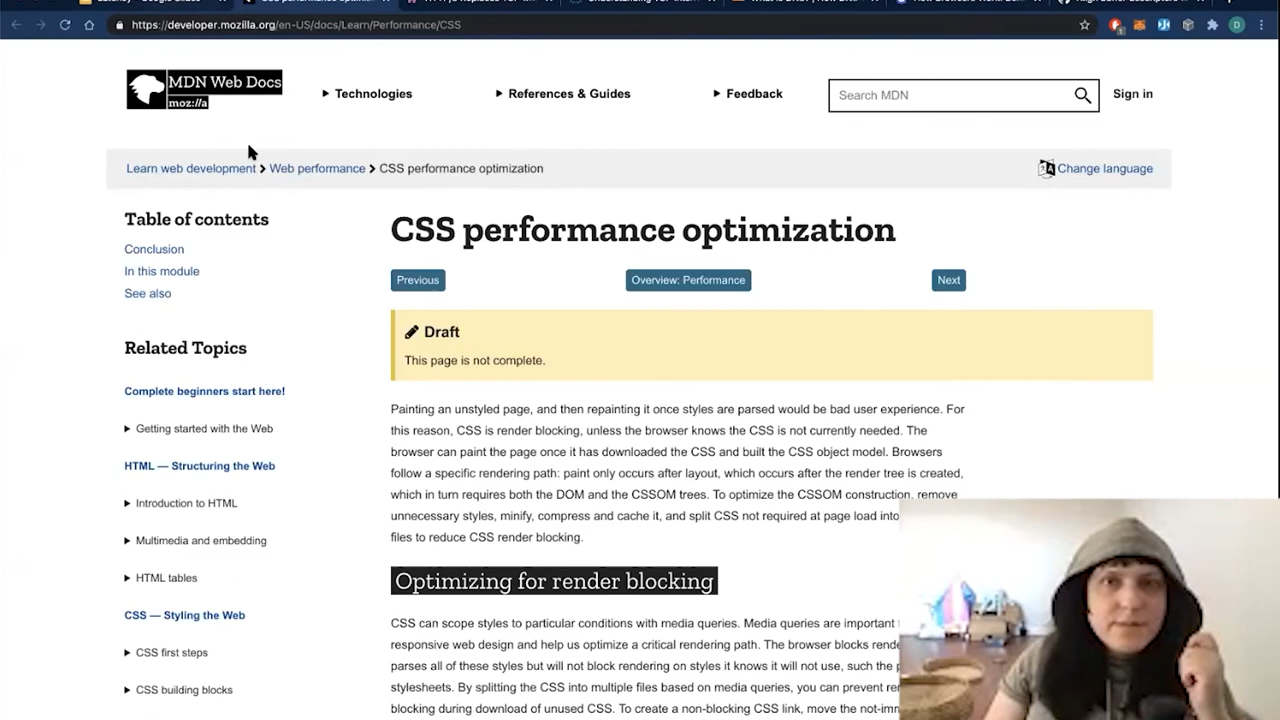 https://developer.mozilla.org/en-US/docs/Learn/Performance/CSS
MDN Web Docs
moz://a
Technologies
References & Guides
Feedback
Search MDN
Sign in
Learn web development
Web performance
CSS performance optimization
Change language
Table of contents
Conclusion
In this module
See also
Related Topics
Complete beginners start here!
Getting started with the Web
HTML — Structuring the Web
Introduction to HTML
Multimedia and embedding
HTML tables
CSS — Styling the Web
CSS first steps
CSS building blocks
CSS performance optimization
Previous
Overview: Performance
Next
Draft
This page is not complete.
Painting an unstyled page, and then repainting it once styles are parsed would be bad user experience. For
this reason, CSS is render blocking, unless the browser knows the CSS is not currently needed. The
browser can paint the page once it has downloaded the CSS and built the CSS object model. Browsers
follow a specific rendering path: paint only occurs after layout, which occurs after the render tree is created,
which in turn requires both the DOM and the CSSOM trees. To optimize the CSSOM construction, remove
unnecessary styles, minify, compress and cache it, and split CSS not required at page load into
files to reduce CSS render blocking.
Optimizing for render blocking
CSS can scope styles to particular conditions with media queries. Media queries are important
responsive web design and help us optimize a critical rendering path. The browser blocks
parses all of these styles but will not block rendering on styles it knows it will not use, such the
stylesheets. By splitting the CSS into multiple files based on media queries, you can prevent
blocking during download of unused CSS. To create a non-blocking CSS link, move the